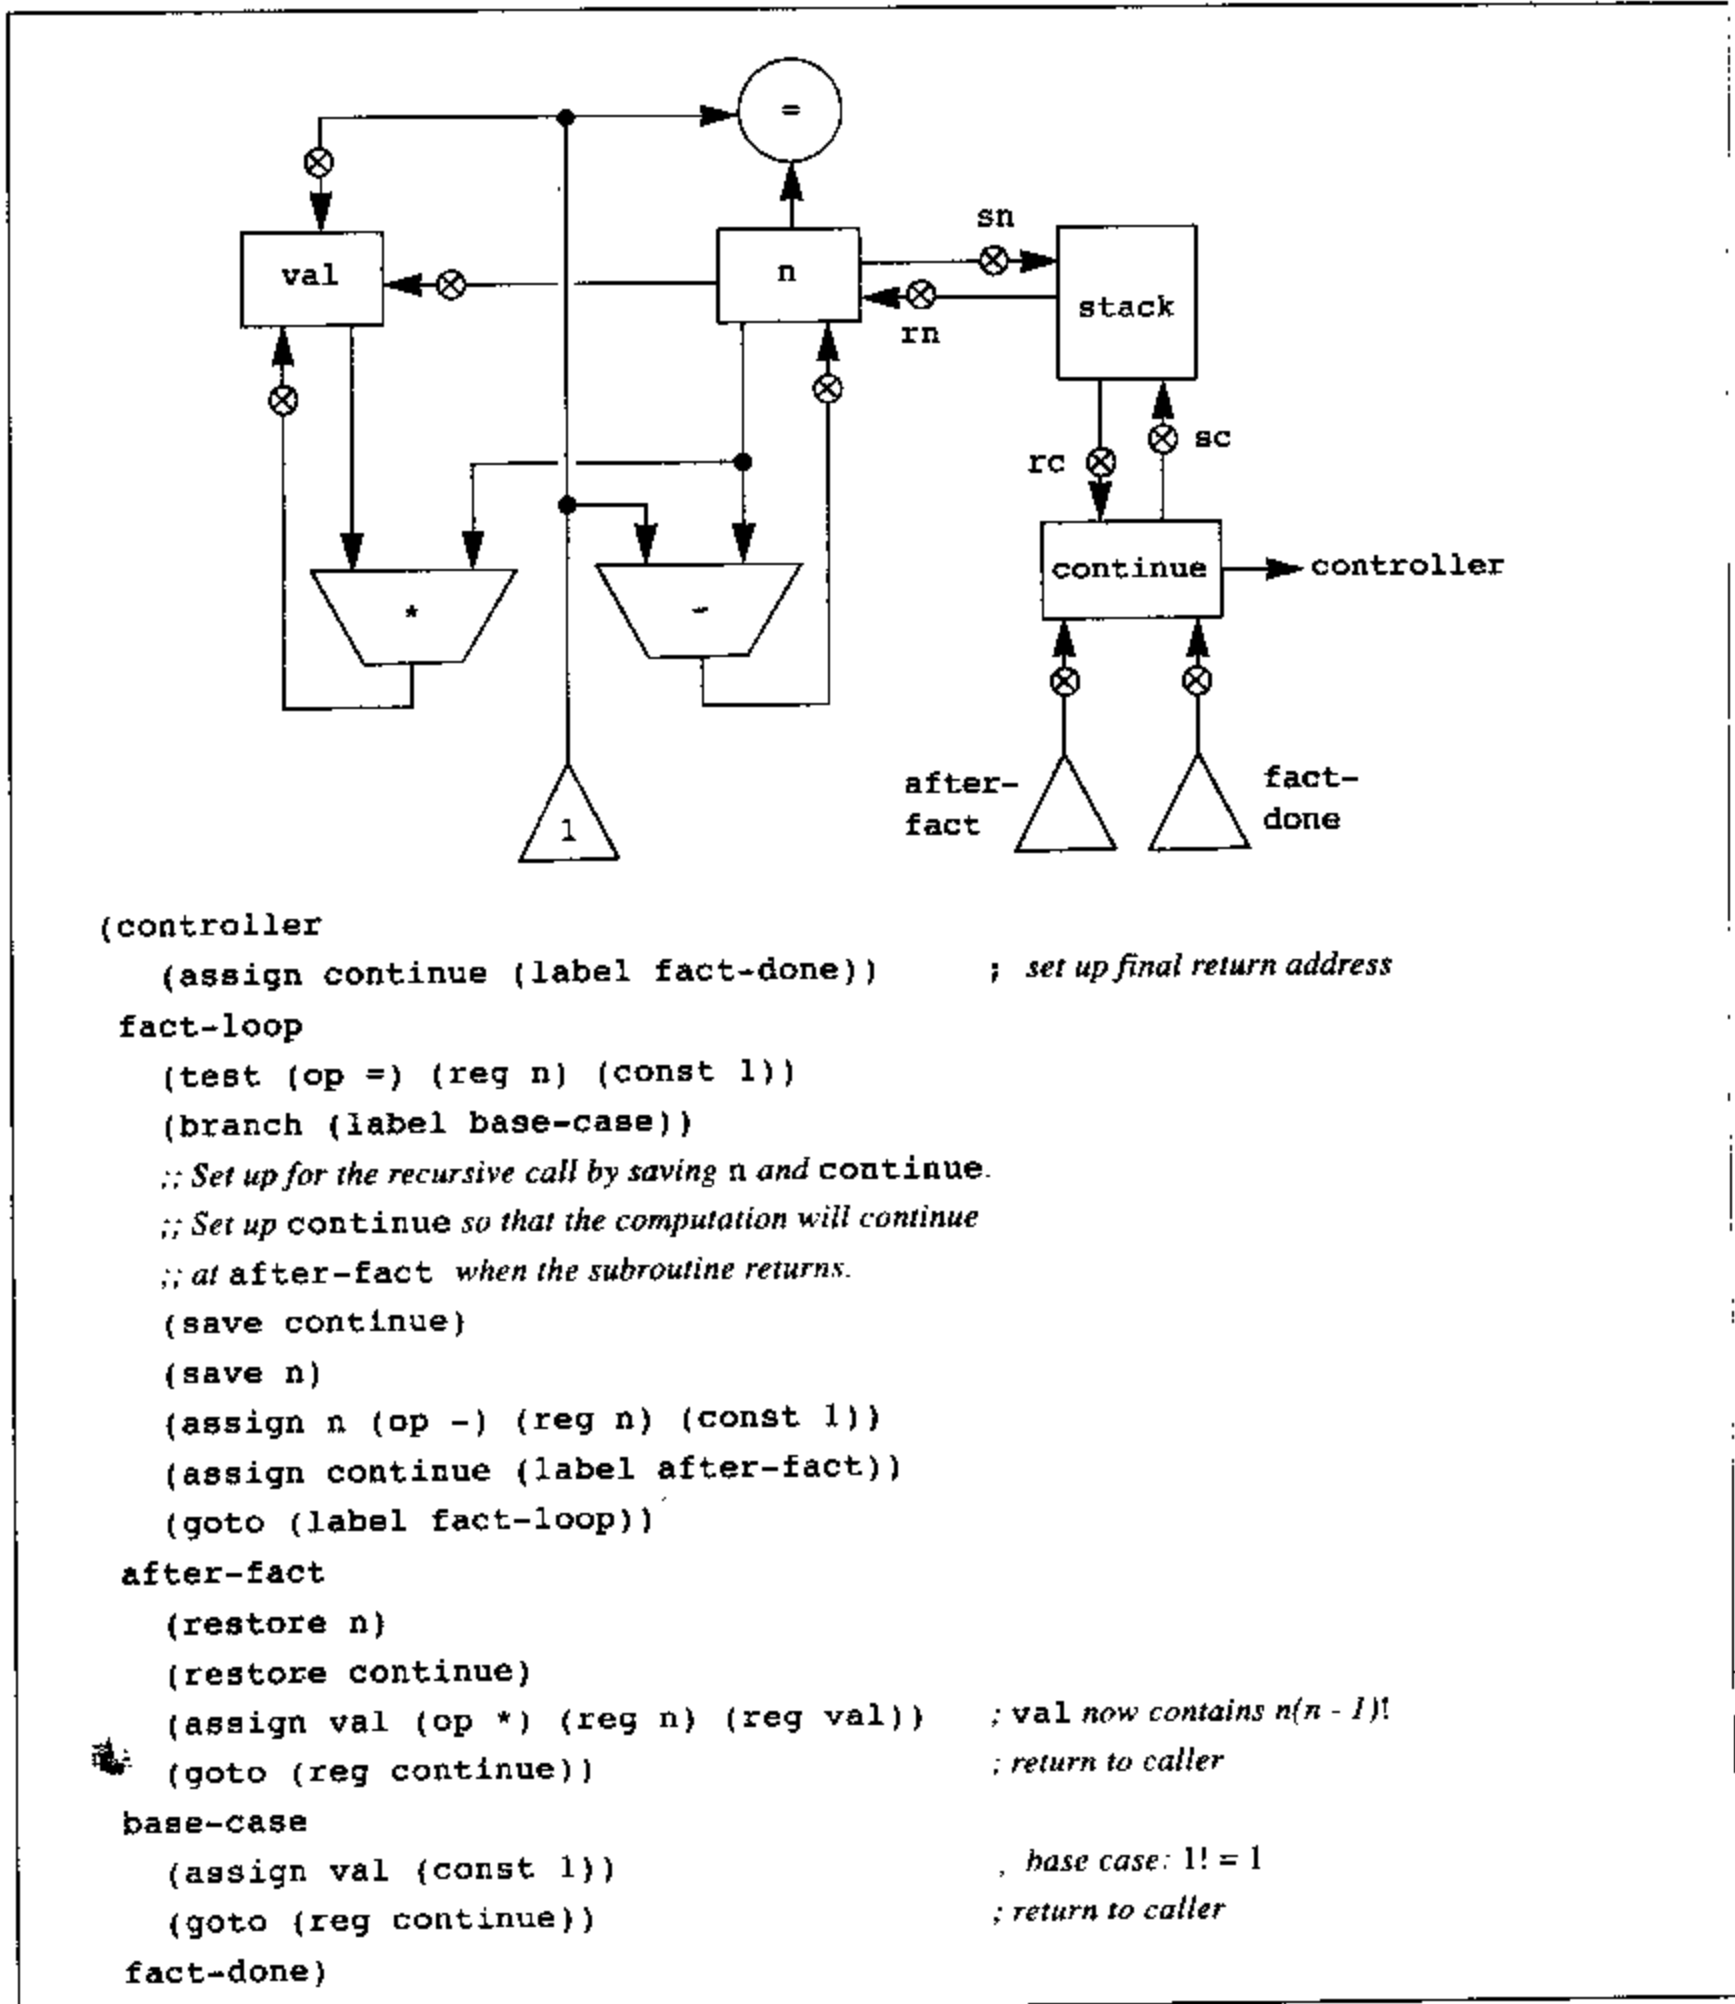 =
sn
val
n
stack
rn
sc
rc
continue
controller
*
-
after-
fact
fact-
done
1
(controller
(assign continue (label fact-done)) ; set up final return address
fact-loop
(test (op =) (reg n) (const 1))
(branch (label base-case))
;; Set up for the recursive call by saving n and continue.
;; Set up continue so that the computation will continue
;; at after-fact when the subroutine returns.
(save continue)
(save n)
(assign n (op -) (reg n) (const 1))
(assign continue (label after-fact))
(goto (label fact-loop))
after-fact
(restore n)
(restore continue)
(assign val (op *) (reg n) (reg val)) ; val now contains n(n - 1)!
(goto (reg continue)) ; return to caller
base-case
(assign val (const 1)) ; base case: 1! = 1
(goto (reg continue)) ; return to caller
fact-done)